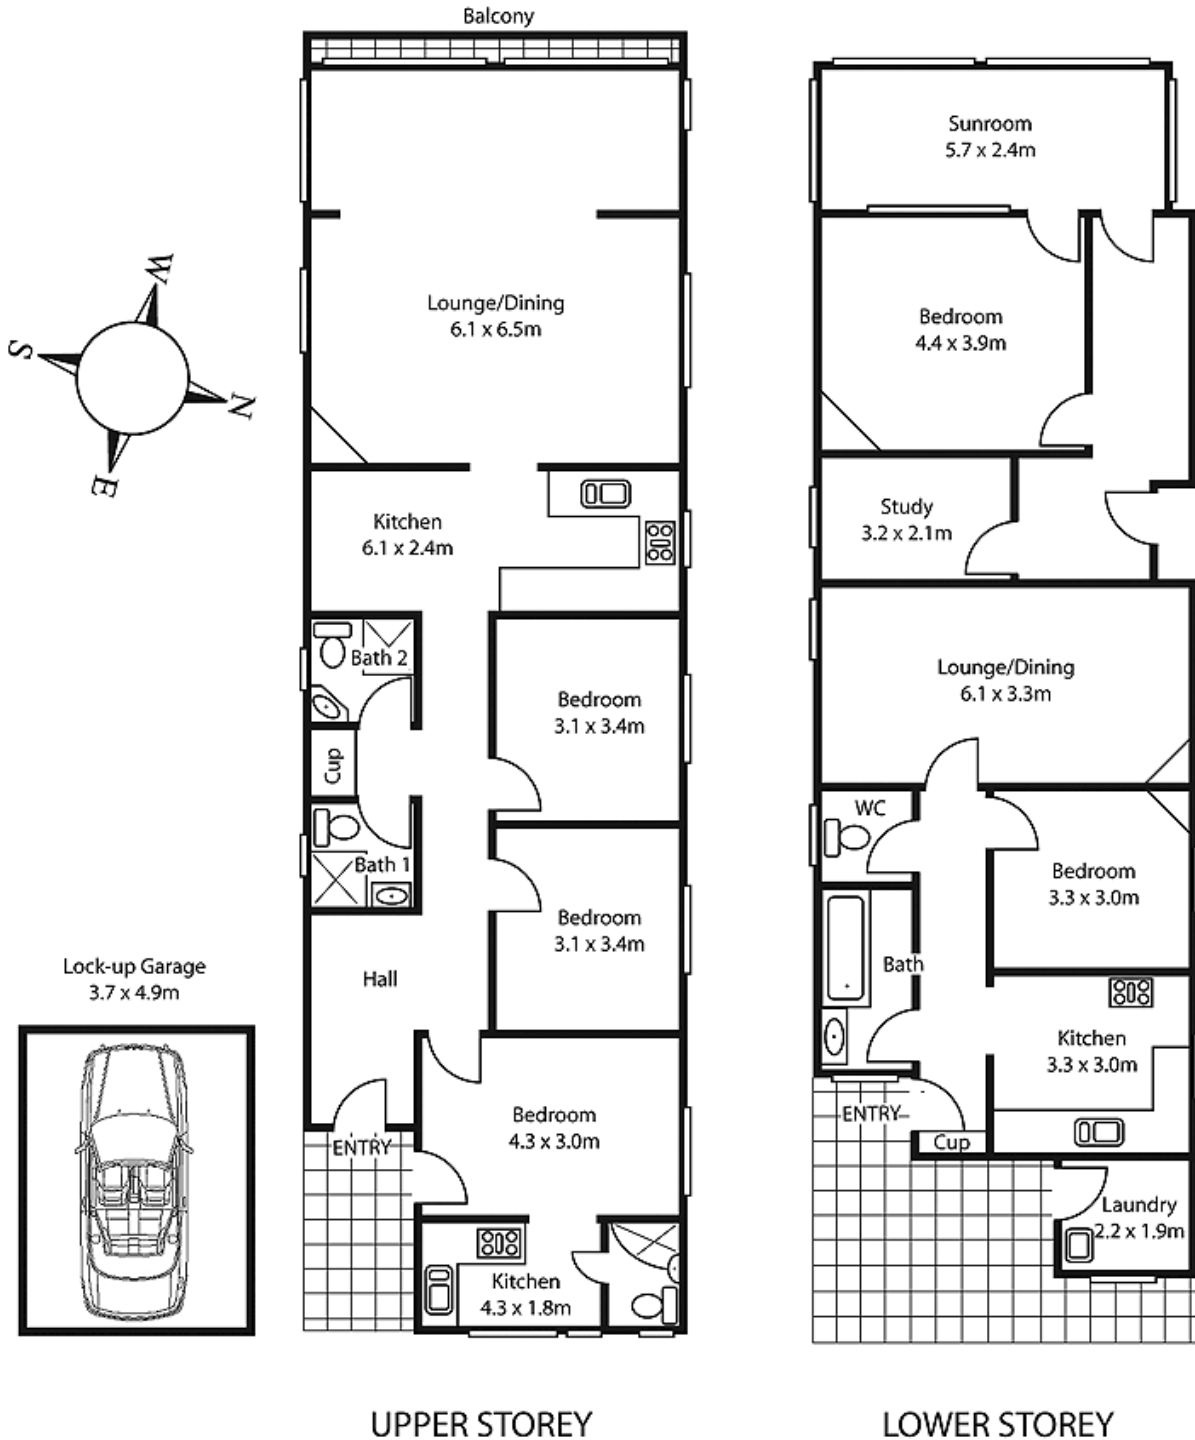 Balcony
Lounge/Dining
6.1 x 6.5m
Kitchen
6.1 x 2.4m
Bath 2
Bedroom
3.1 x 3.4m
Cup
Bath 1
Bedroom
3.1 x 3.4m
Hall
Bedroom
4.3 x 3.0m
ENTRY
Kitchen
4.3 x 1.8m
UPPER STOREY
W
S
N
E
Lock-up Garage
3.7 x 4.9m
Sunroom
5.7 x 2.4m
Bedroom
4.4 x 3.9m
Study
3.2 x 2.1m
Lounge/Dining
6.1 x 3.3m
WC
Bedroom
3.3 x 3.0m
Bath
Kitchen
3.3 x 3.0m
ENTRY
Cup
Laundry
2.2 x 1.9m
LOWER STOREY